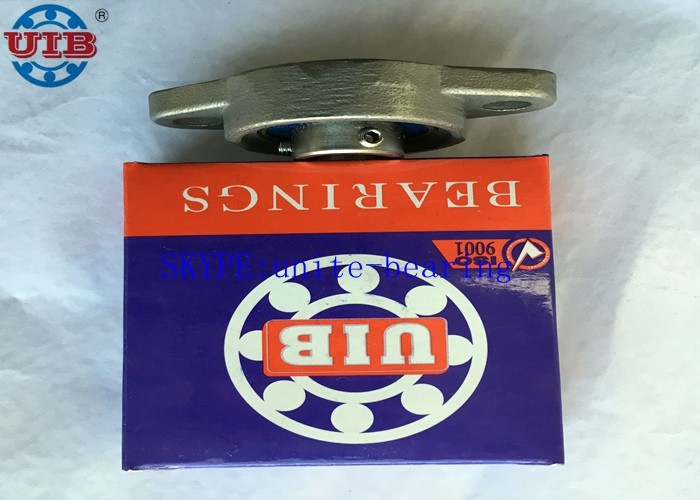 UIB ®
BEARINGS
ISO
9001
SKYPE:unite-bearing
UIB